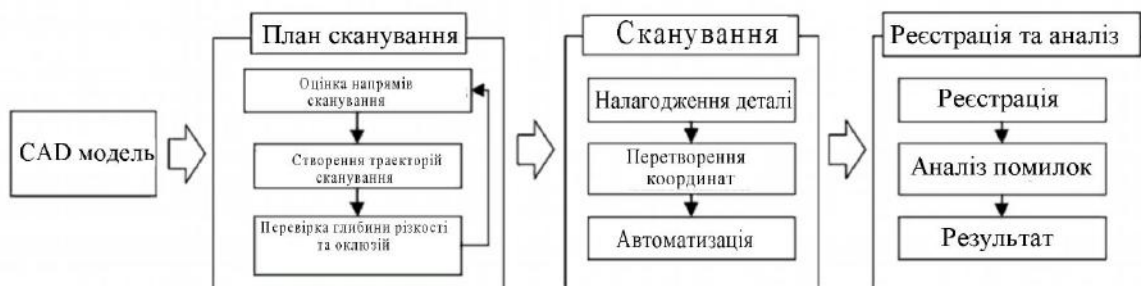 CAD модель
План сканування
Оцінка напрямів
сканування
Створення траєкторій
сканування
Перевірка глибини різкості
та оклюзій
Сканування
Налагодження деталі
Перетворення
координат
Автоматизація
Реєстрація та аналіз
Реєстрація
Аналіз помилок
Результат